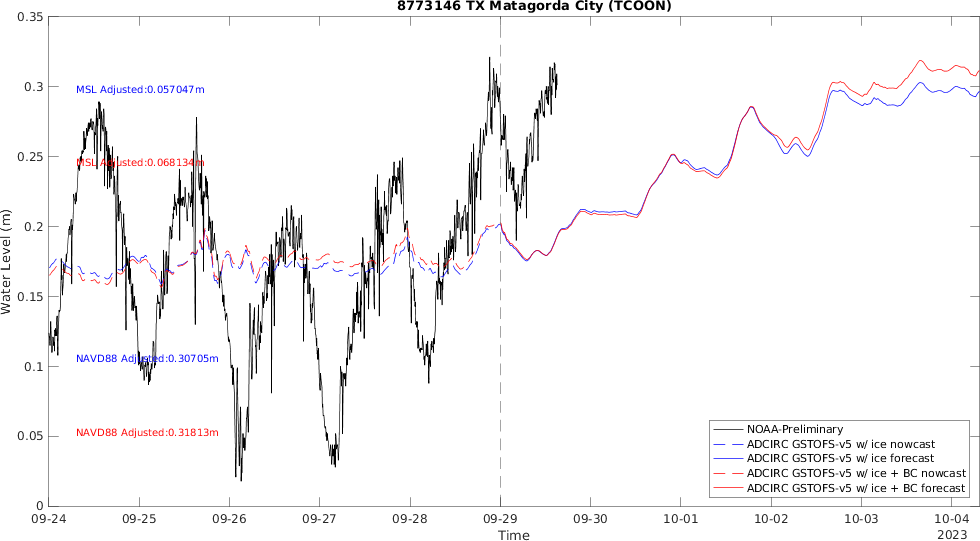 8773146 TX Matagorda City (TCOON)
0.35
0.3
0.25
0.2
0.15
0.1
0.05
0
Water Level (m)
MSL Adjusted:0.057047m
MSL Adjusted:0.068134m
NAVD88 Adjusted:0.30705m
NAVD88 Adjusted:0.31813m
NOAA-Preliminary
ADCIRC GSTOFS-v5 w/ ice nowcast
ADCIRC GSTOFS-v5 w/ ice forecast
ADCIRC GSTOFS-v5 w/ ice + BC nowcast
ADCIRC GSTOFS-v5 w/ ice + BC forecast
09-24 09-25 09-26 09-27 09-28 09-29 09-30 10-01 10-02 10-03 10-04
2023
Time